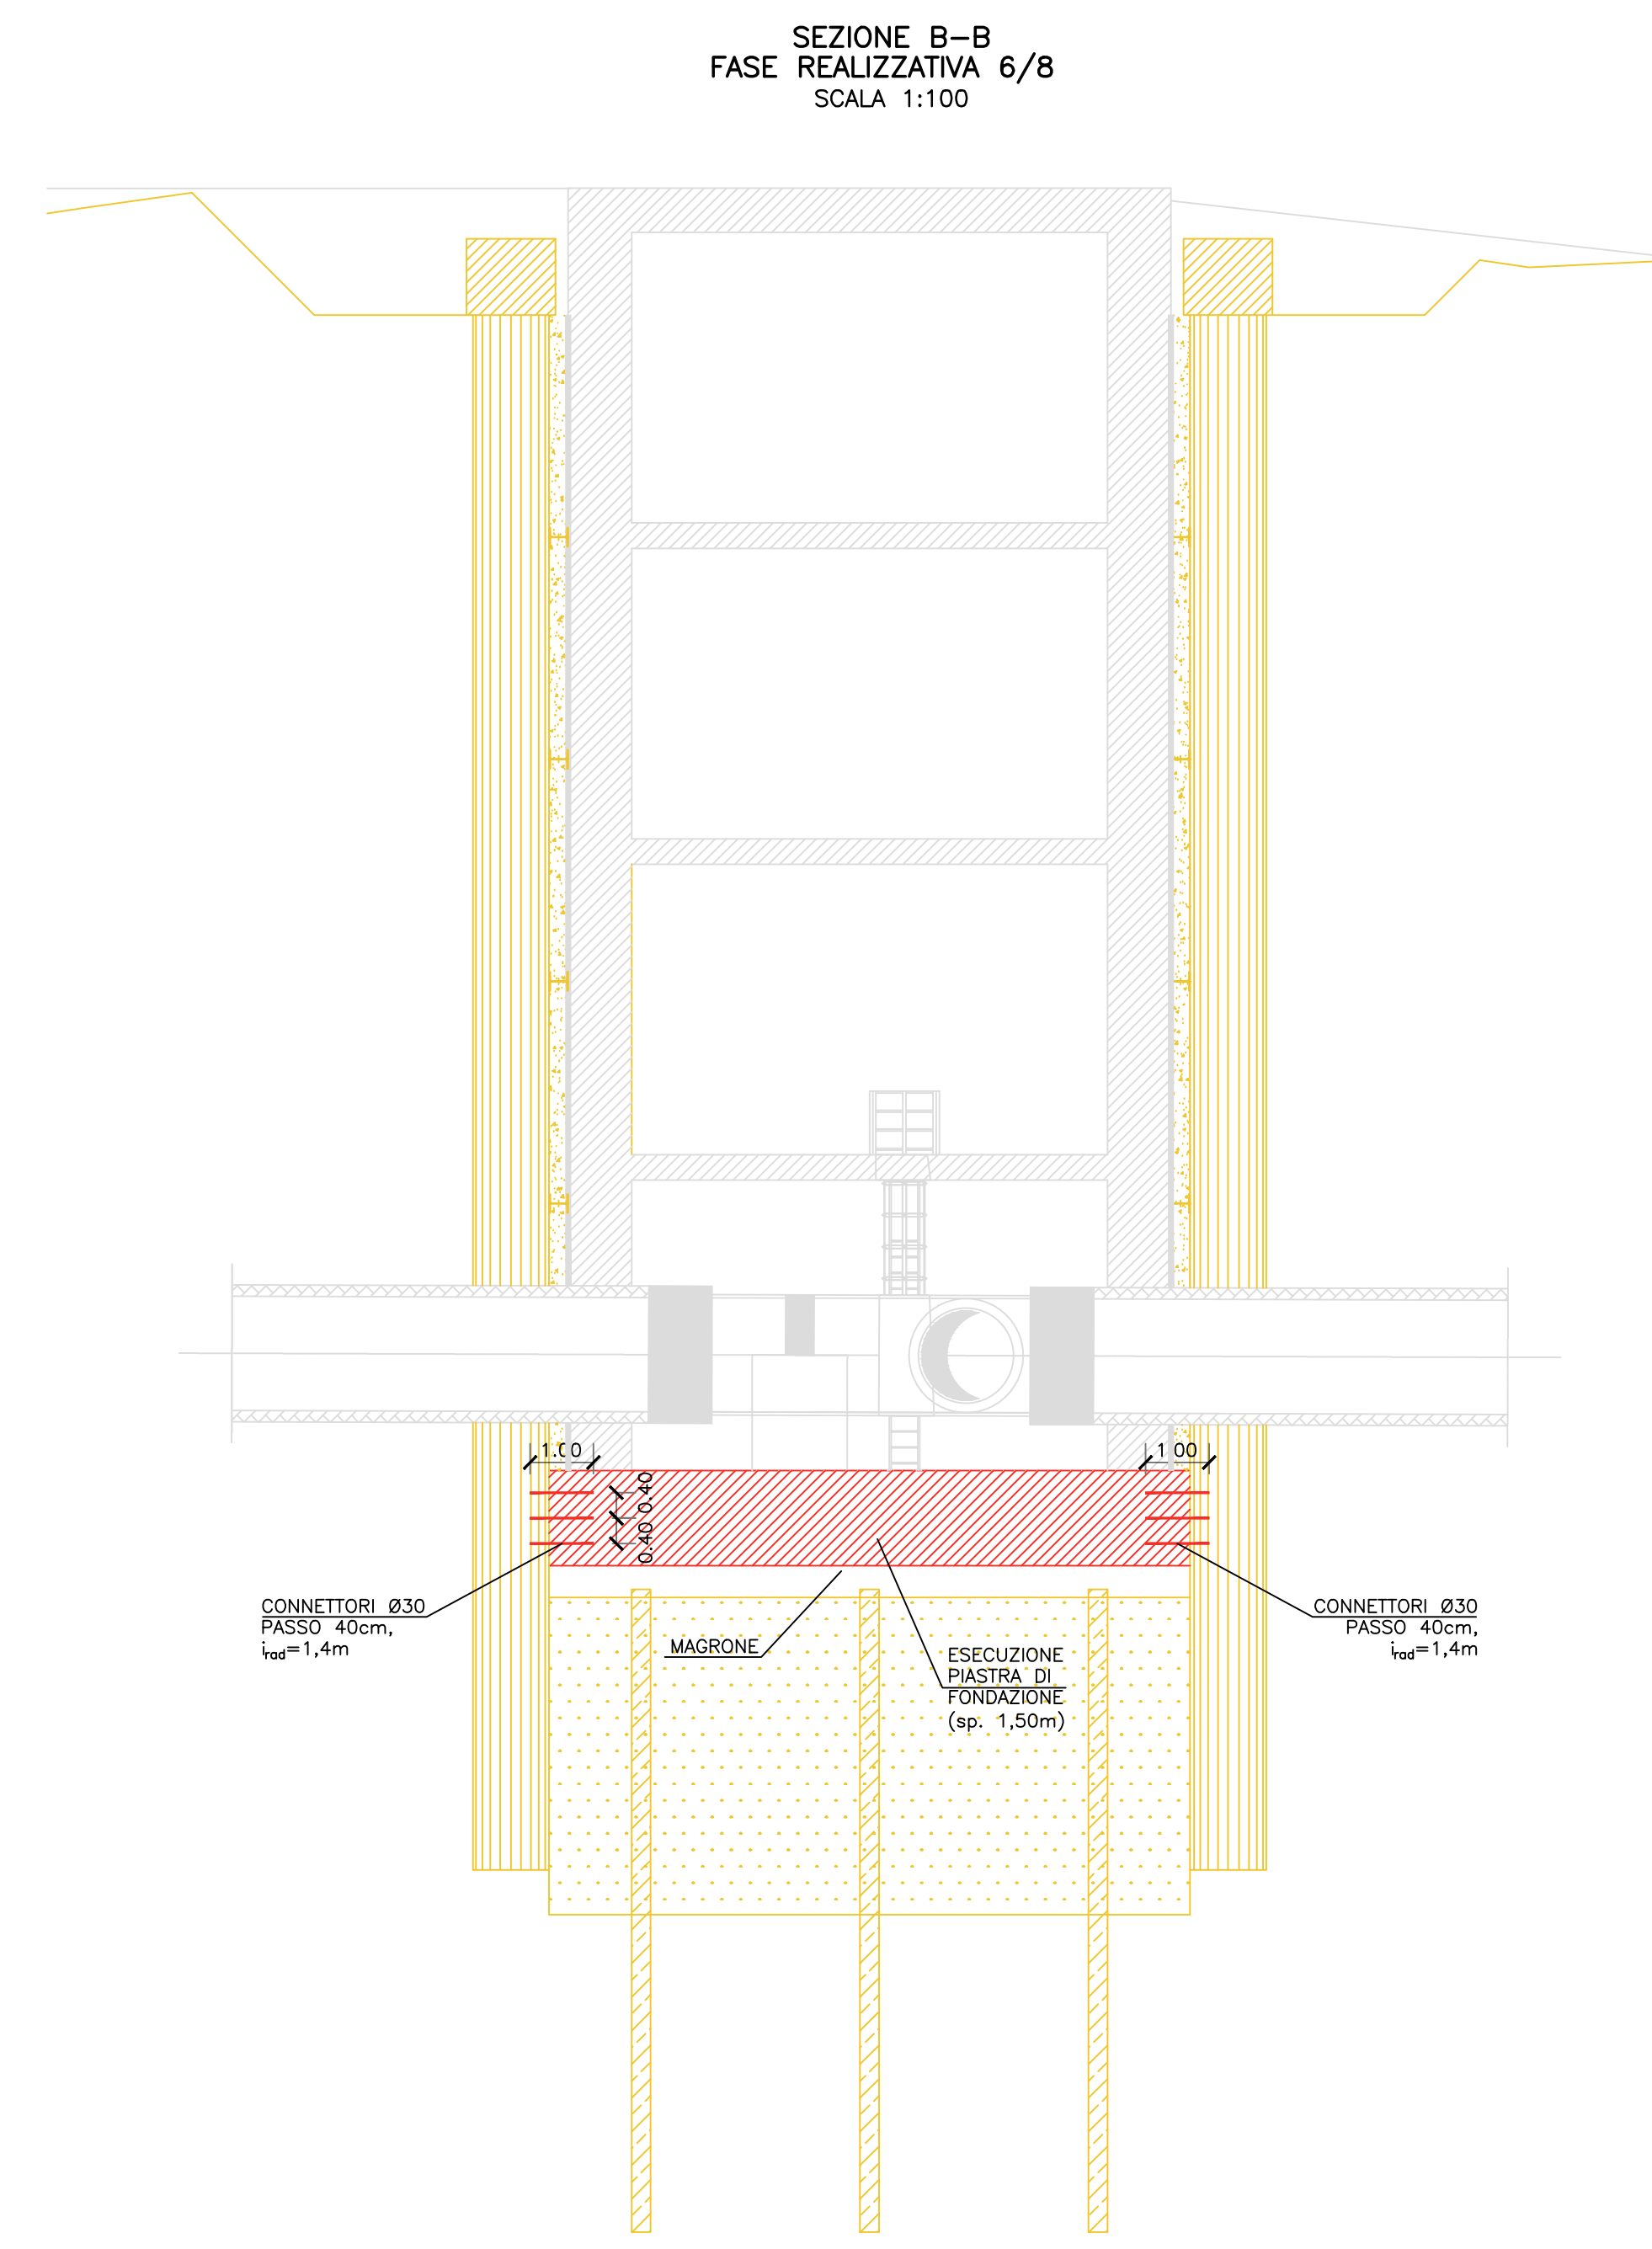 SEZIONE B-B
FASE REALIZZATIVA 6/8
SCALA 1:100
1.00
1.00
0.40
0.40
CONNETTORI Ø30
PASSO 40cm,
irad=1,4m
MAGRONE
ESECUZIONE
PIASTRA DI
FONDAZIONE
(sp. 1,50m)
CONNETTORI Ø30
PASSO 40cm,
irad=1,4m